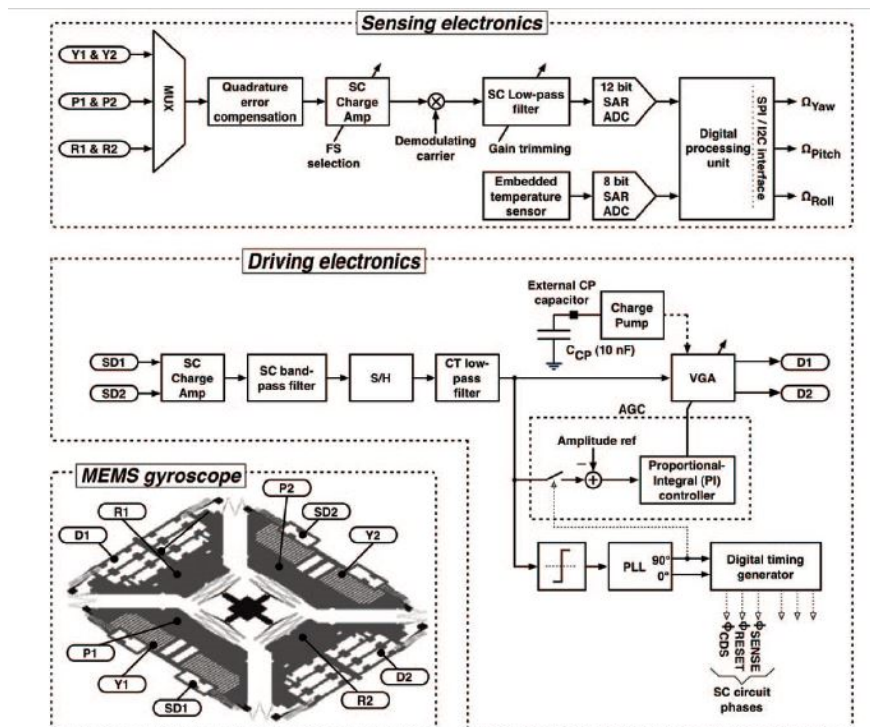 Sensing electronics
Y1 & Y2
P1 & P2
R1 & R2
MUX
Quadrature
error
compensation
SC
Charge
Amp
FS
selection
Demodulating
carrier
SC Low-pass
filter
Gain trimming
12 bit
SAR
ADC
Embedded
temperature
sensor
8 bit
SAR
ADC
Digital
processing
unit
SPI / I2C interface
ΩYaw
ΩPitch
ΩRoll
Driving electronics
SD1
SD2
SC
Charge
Amp
SC band-
pass filter
S/H
CT low-
pass
filter
External CP
capacitor
CCP (10 nF)
Charge
Pump
VGA
D1
D2
AGC
Amplitude ref
−
+
Proportional-
Integral (PI)
controller
PLL
90°
0°
Digital timing
generator
ΦCDS
ΦRESET
ΦSENSE
SC circuit
phases
MEMS gyroscope
R1
D1
P2
SD2
Y2
P1
Y1
SD1
R2
D2